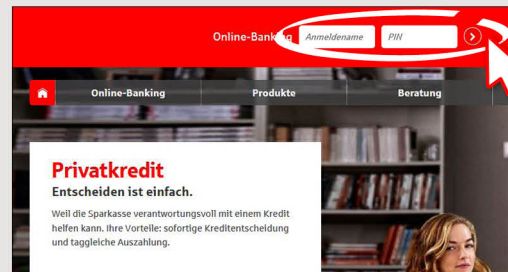 Online-Banking Anmeldename PIN
Online-Banking Produkte Beratung
Privatkredit
Entscheiden ist einfach.
Weil die Sparkasse verantwortungsvoll mit einem Kredit
helfen kann. Ihre Vorteile: sofortige Kreditentscheidung
und taggleiche Auszahlung.